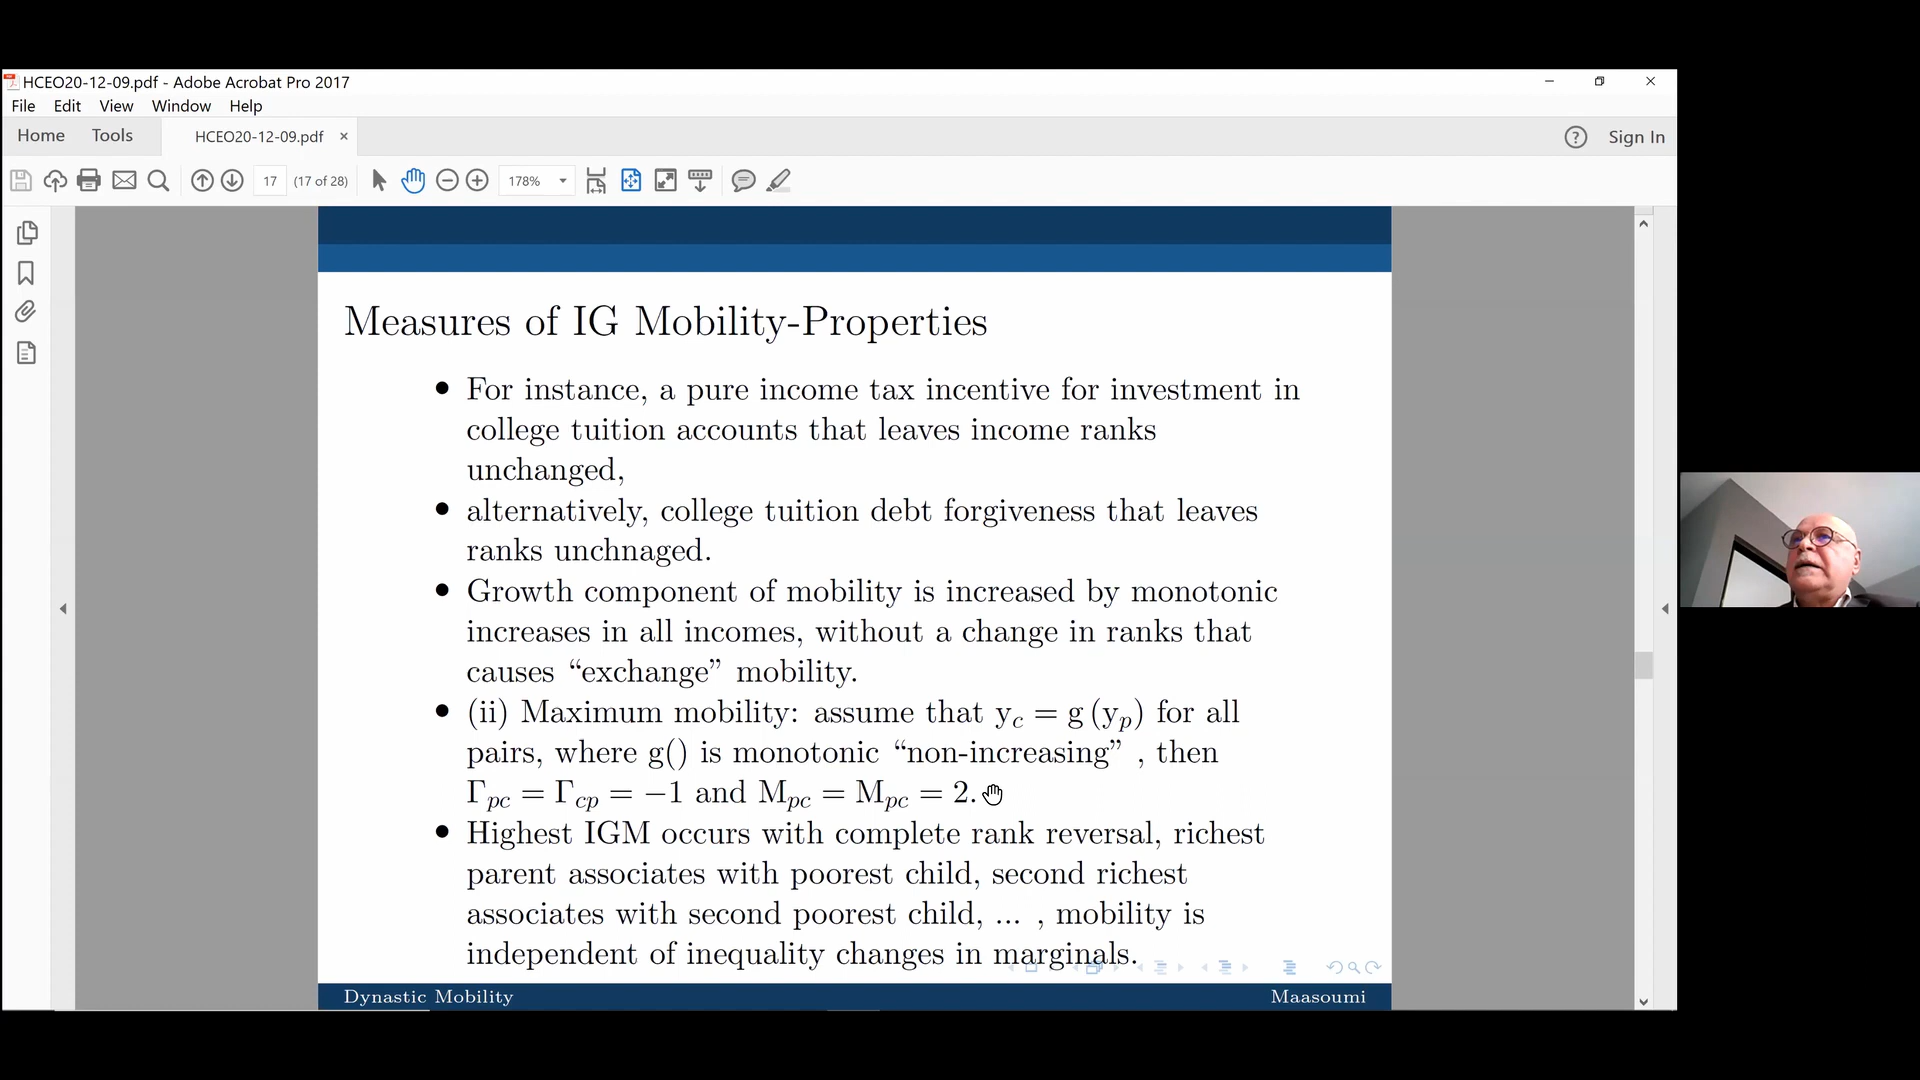 HCEO20-12-09.pdf - Adobe Acrobat Pro 2017
File Edit View Window Help
Home Tools HCEO20-12-09.pdf × ? Sign In
17 (17 of 28) 178%
Measures of IG Mobility-Properties
• For instance, a pure income tax incentive for investment in
college tuition accounts that leaves income ranks
unchanged,
• alternatively, college tuition debt forgiveness that leaves
ranks unchnaged.
• Growth component of mobility is increased by monotonic
increases in all incomes, without a change in ranks that
causes “exchange” mobility.
• (ii) Maximum mobility: assume that y_c = g (y_p) for all
pairs, where g() is monotonic “non-increasing” , then
Γ_pc = Γ_cp = −1 and M_pc = M_pc = 2.
• Highest IGM occurs with complete rank reversal, richest
parent associates with poorest child, second richest
associates with second poorest child, ... , mobility is
independent of inequality changes in marginals.
Dynastic Mobility Maasoumi